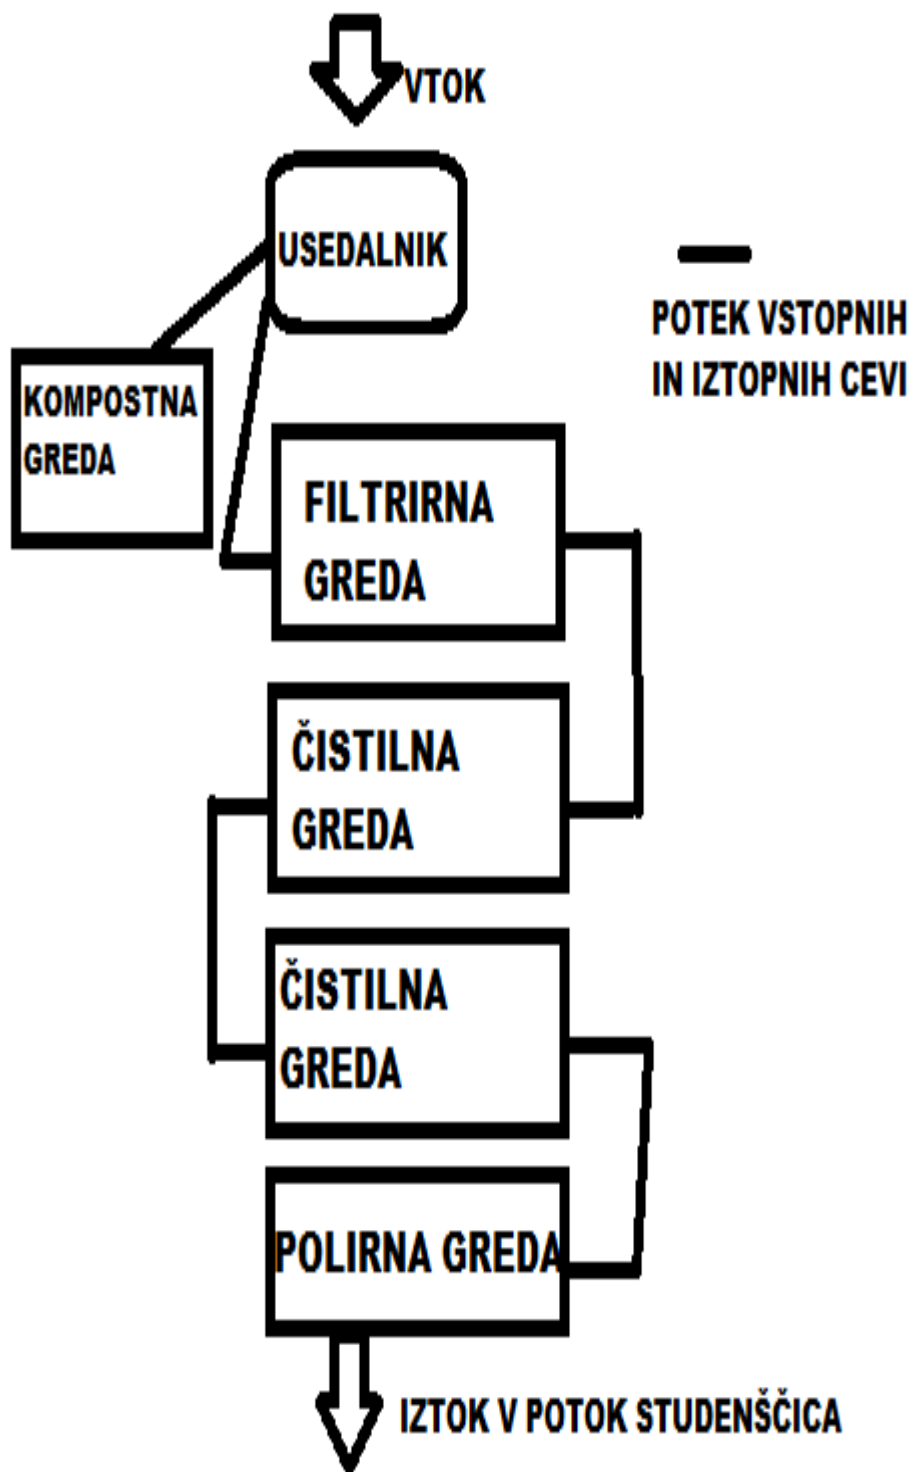 VTOK
USEDALNIK
POTEK VSTOPNIH
IN IZTOPNIH CEVI
KOMPOSTNA
GREDA
FILTRIRNA
GREDA
ČISTILNA
GREDA
ČISTILNA
GREDA
POLIRNA GREDA
IZTOK V POTOK STUDENŠČICA